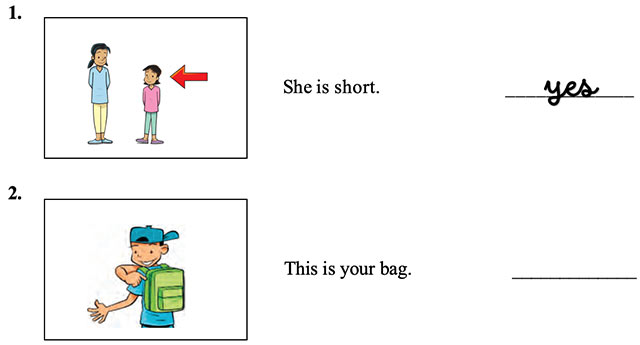 1.
She is short. yes
2.
This is your bag.